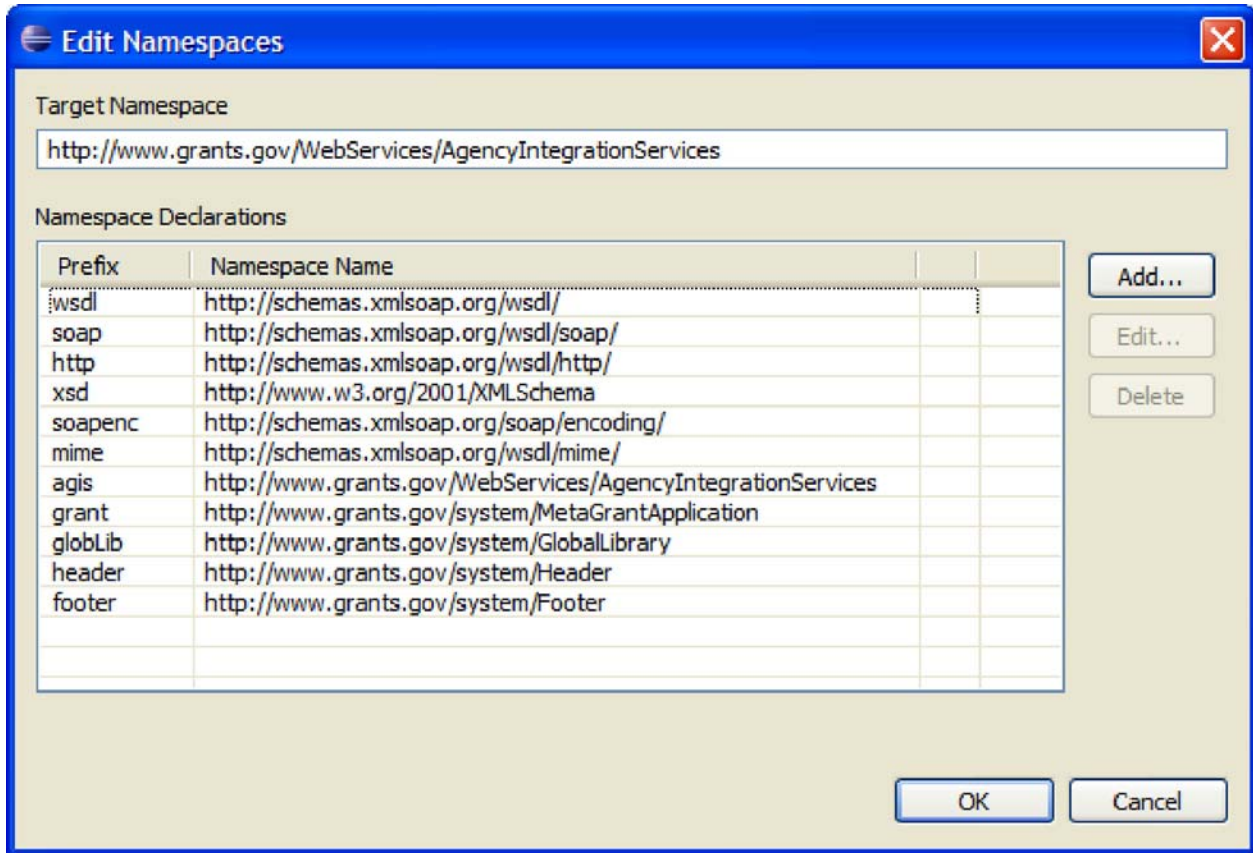 Edit Namespaces
Target Namespace
http://www.grants.gov/WebServices/AgencyIntegrationServices
Namespace Declarations
Prefix Namespace Name
wsdl http://schemas.xmlsoap.org/wsdl/
soap http://schemas.xmlsoap.org/wsdl/soap/
http http://schemas.xmlsoap.org/wsdl/http/
xsd http://www.w3.org/2001/XMLSchema
soapenc http://schemas.xmlsoap.org/soap/encoding/
mime http://schemas.xmlsoap.org/wsdl/mime/
agis http://www.grants.gov/WebServices/AgencyIntegrationServices
grant http://www.grants.gov/system/MetaGrantApplication
globLib http://www.grants.gov/system/GlobalLibrary
header http://www.grants.gov/system/Header
footer http://www.grants.gov/system/Footer
Add...
Edit...
Delete
OK Cancel